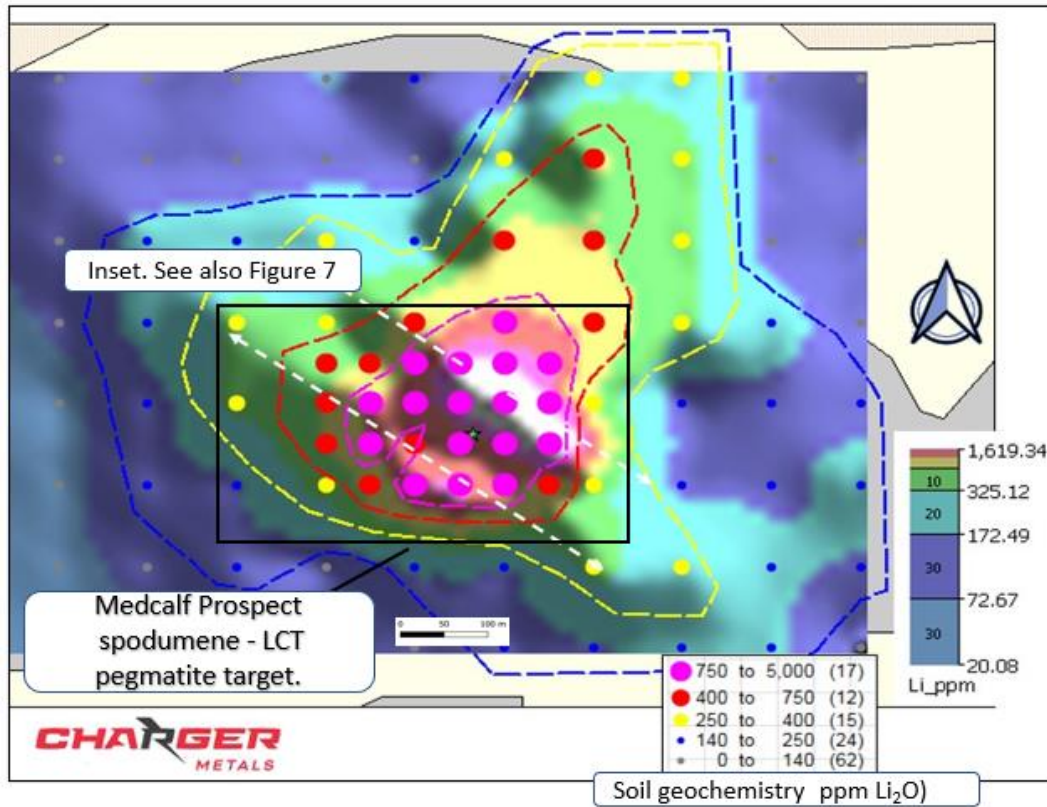 Inset. See also Figure 7
1,619.34
10
325.12
20
172.49
30
72.67
30
20.08
Li_ppm
Medcalf Prospect
spodumene - LCT
pegmatite target.
0 50 100 m
750 to 5,000 (17)
400 to 750 (12)
250 to 400 (15)
140 to 250 (24)
0 to 140 (62)
CHARGER
METALS
Soil geochemistry ppm Li₂O)